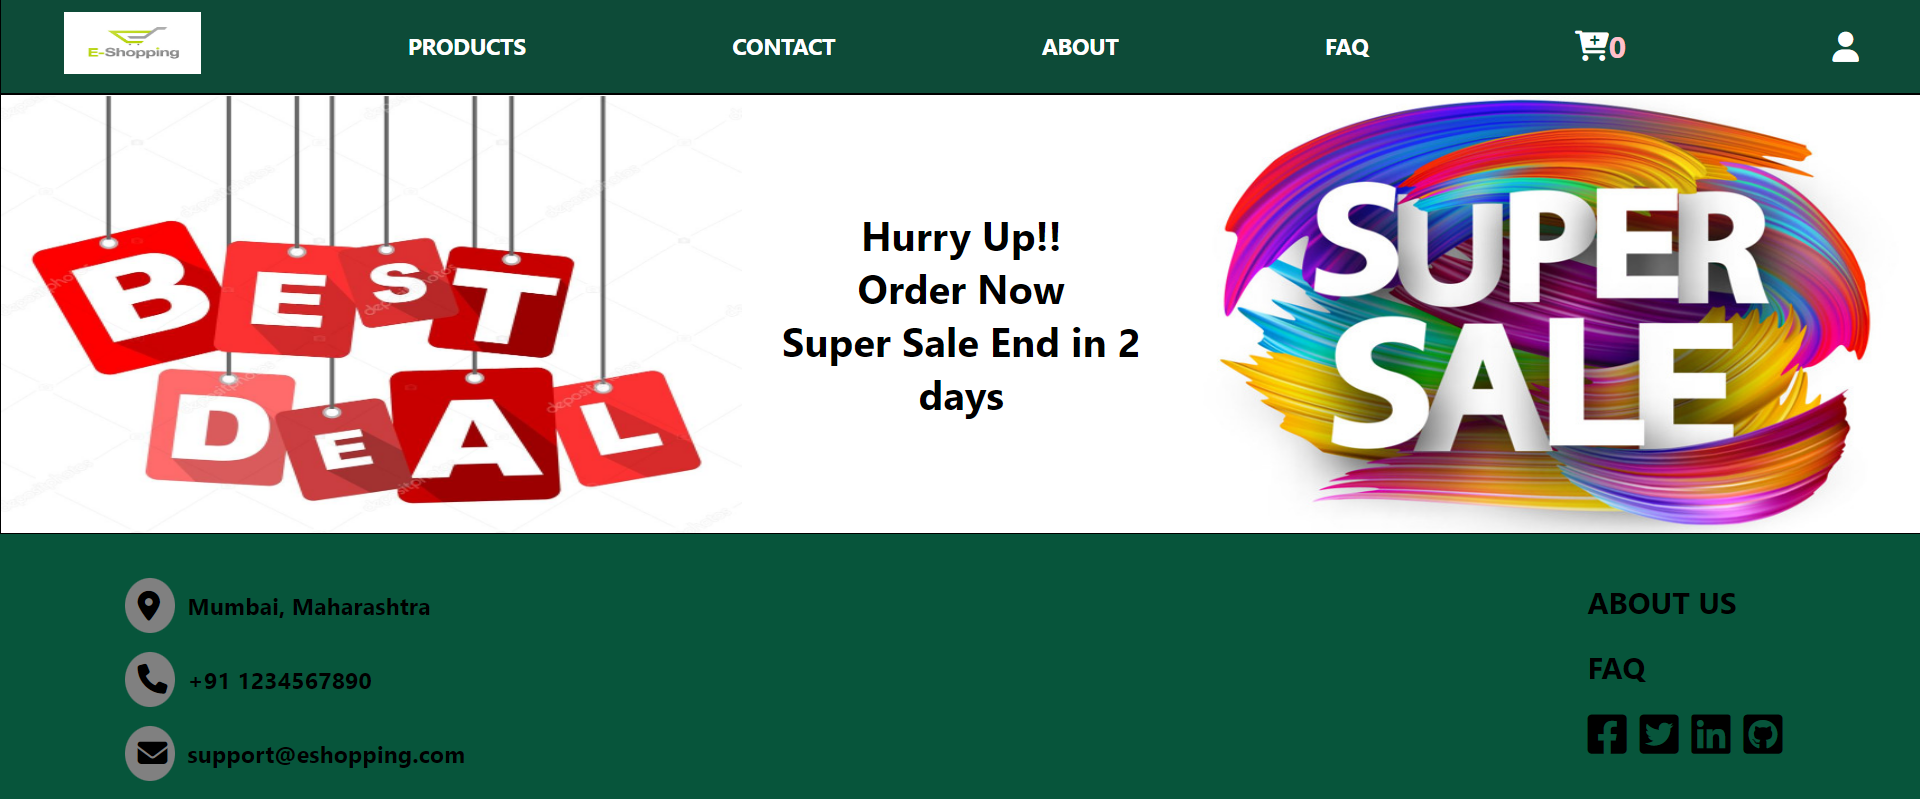 E-Shopping
PRODUCTS
CONTACT
ABOUT
FAQ
0
BEST
DEAL
Hurry Up!!
Order Now
Super Sale End in 2
days
SUPER
SALE
Mumbai, Maharashtra
+91 1234567890
support@eshopping.com
ABOUT US
FAQ